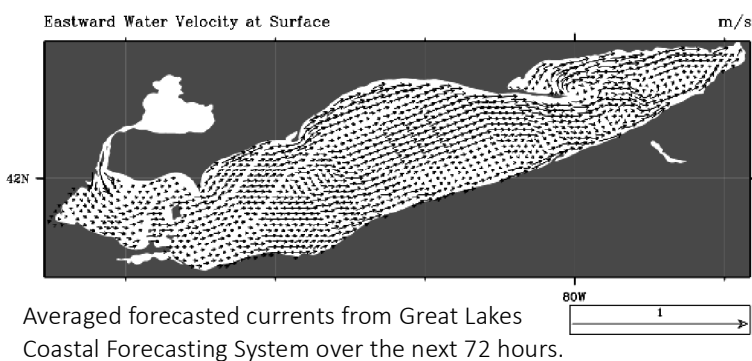 Eastward Water Velocity at Surface m/s
42N
80W
1
Averaged forecasted currents from Great Lakes
Coastal Forecasting System over the next 72 hours.